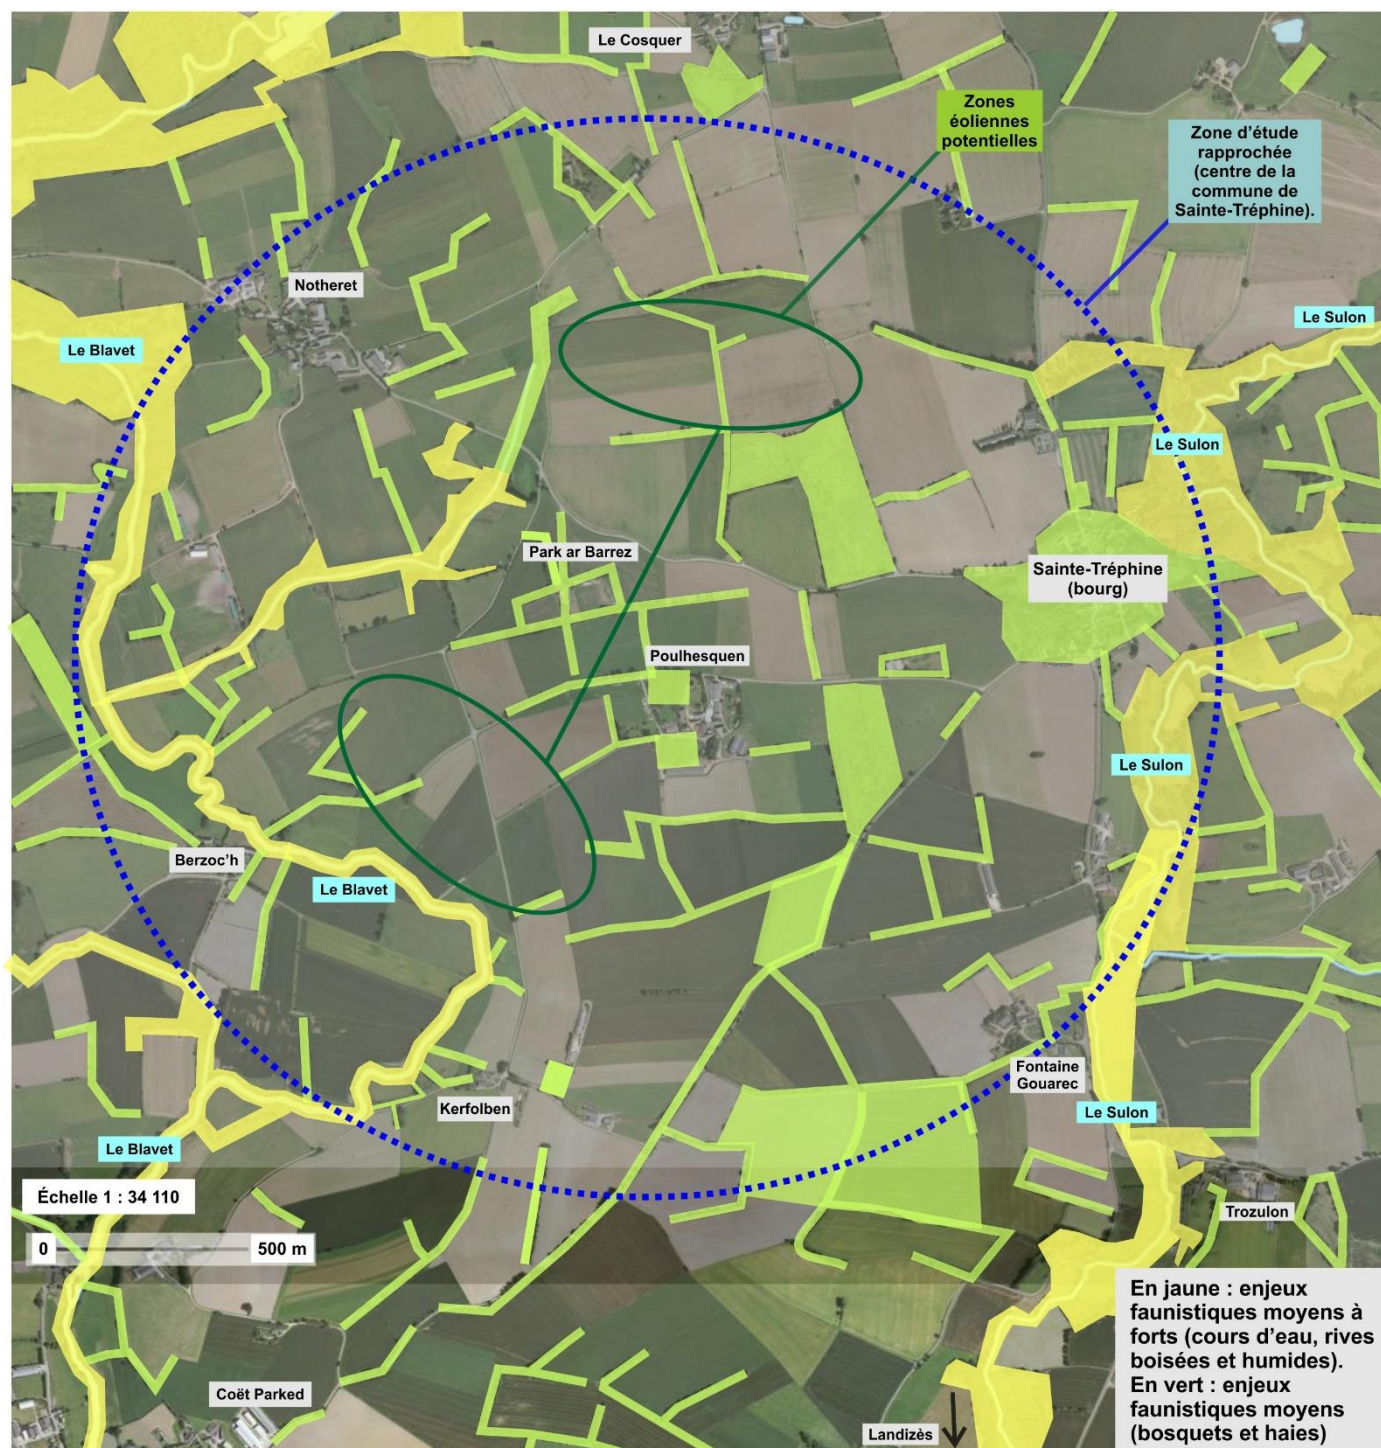 Le Cosquer
Zones
éoliennes
potentielles
Zone d'étude
rapprochée
(centre de la
commune de
Sainte-Tréphine).
Notheret
Le Sulon
Le Blavet
Le Sulon
Park ar Barrez
Sainte-Tréphine
(bourg)
Poulhesquen
Le Sulon
Berzoc'h
Le Blavet
Fontaine
Gouarec
Kerfolben
Le Sulon
Le Blavet
Échelle 1 : 34 110
Trozulon
0 500 m
En jaune : enjeux
faunistiques moyens à
forts (cours d'eau, rives
boisées et humides).
En vert : enjeux
faunistiques moyens
(bosquets et haies)
Coët Parked
Landizès